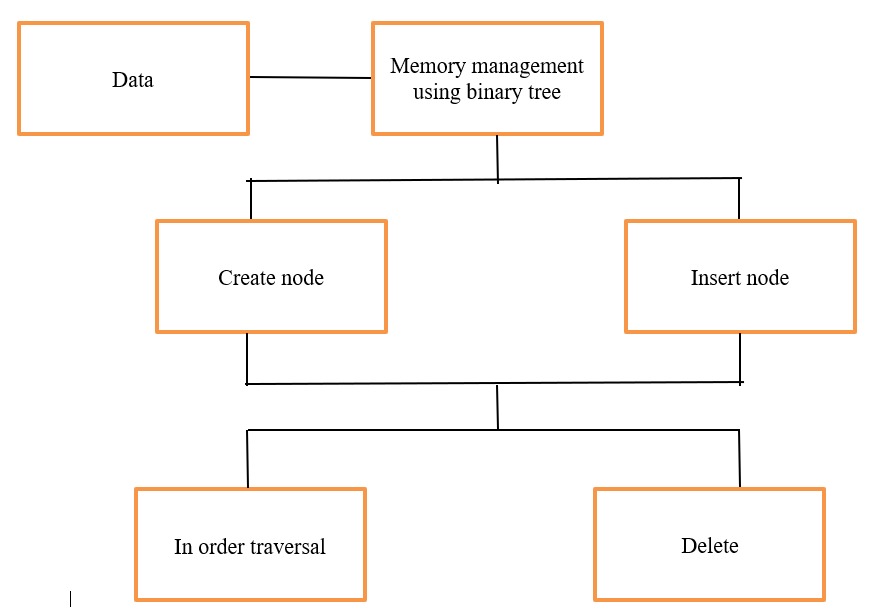 Data
Memory management
using binary tree
Create node
Insert node
In order traversal
Delete